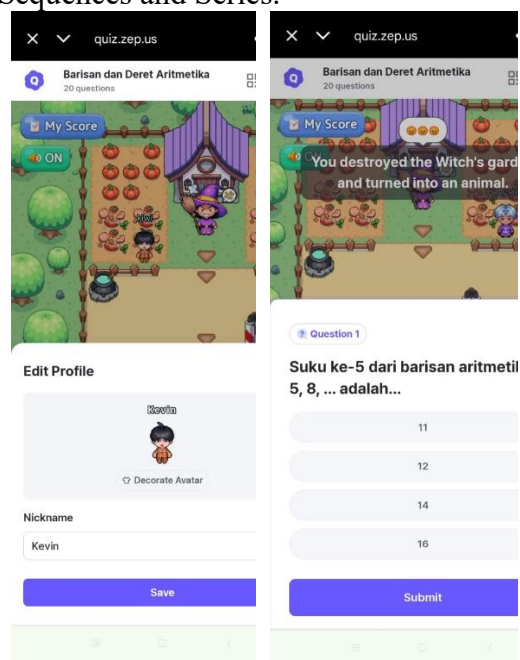 Sequences and Series.
quiz.zep.us
Barisan dan Deret Aritmetika
20 questions
My Score
ON
kiwi
Edit Profile
Kevin
Decorate Avatar
Nickname
Kevin
Save
quiz.zep.us
Barisan dan Deret Aritmetika
20 questions
My Score
You destroyed the Witch's gard
and turned into an animal.
Question 1
Suku ke-5 dari barisan aritmetik
5, 8, ... adalah...
11
12
14
16
Submit